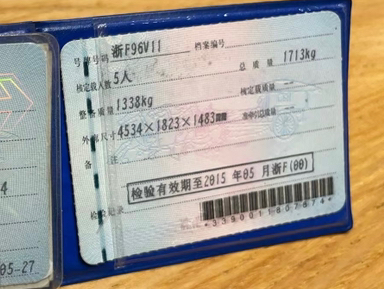 号牌号码 浙F96V11 档案编号
核定载人数 5人 总质量 1713kg
整备质量 1338kg 核定载质量
外廓尺寸 4534×1823×1483 准牵引总质量
备注
检验有效期至2015 年05 月浙F(00)
检验记录
4
05-27